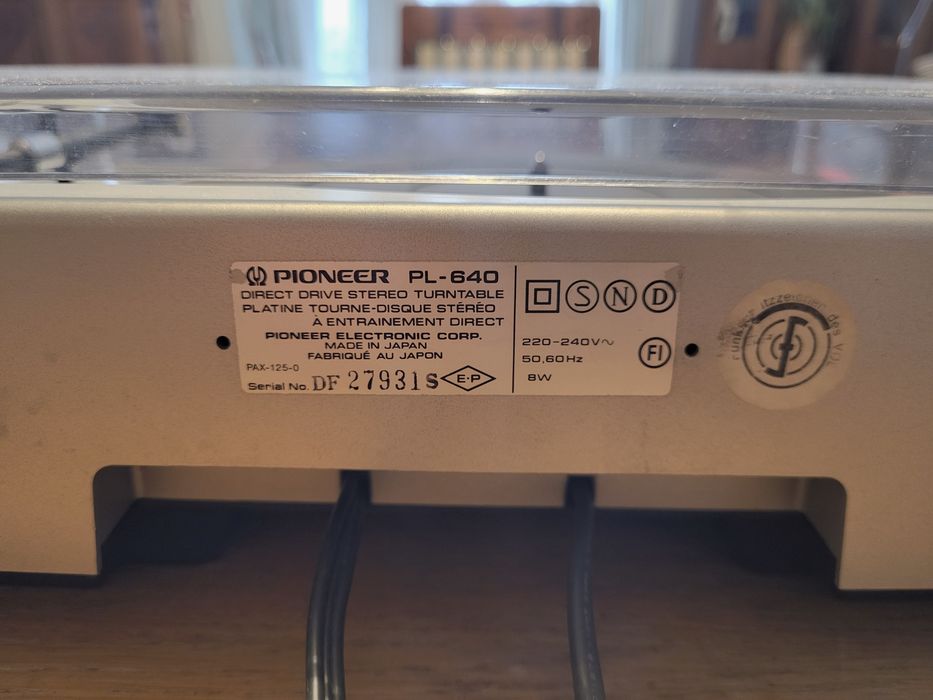 PIONEER PL-640
DIRECT DRIVE STEREO TURNTABLE
PLATINE TOURNE-DISQUE STÉRÉO
À ENTRAINEMENT DIRECT
PIONEER ELECTRONIC CORP.
MADE IN JAPAN
FABRIQUÉ AU JAPON
PAX-125-0
Serial No. DF 27931S
E·P
S N D
220-240V~
50,60Hz
8W
FI
des